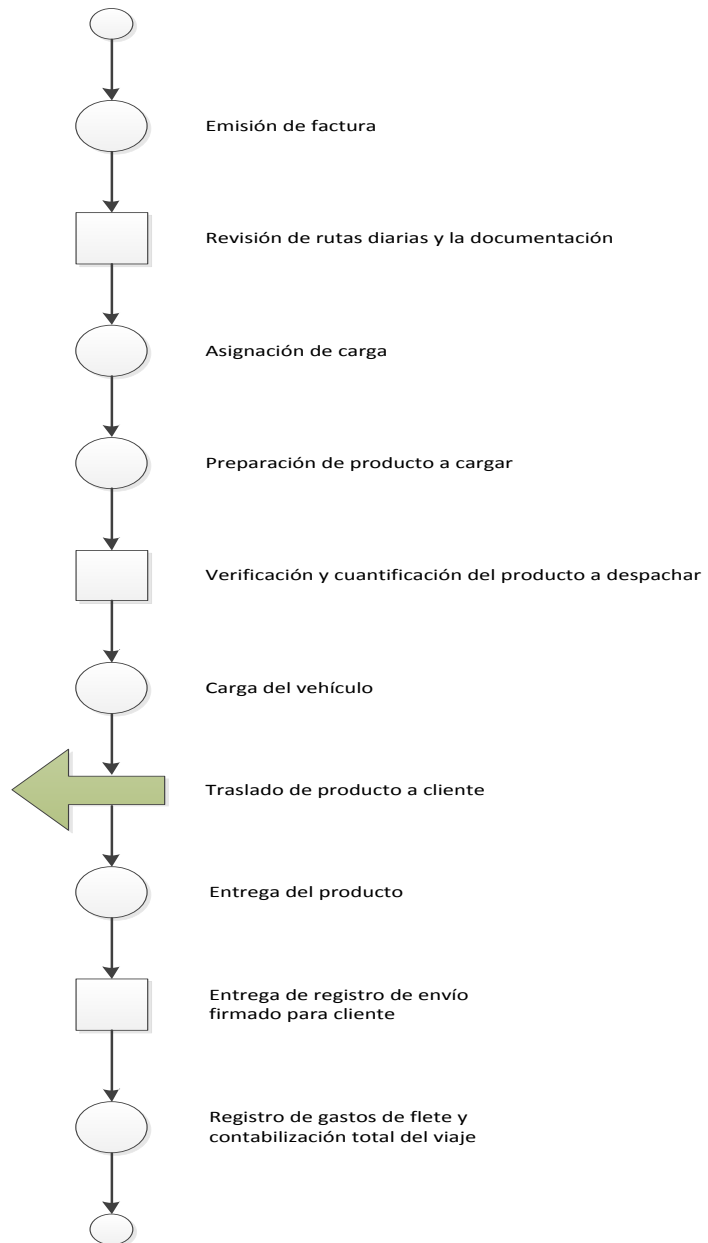 Emisión de factura
Revisión de rutas diarias y la documentación
Asignación de carga
Preparación de producto a cargar
Verificación y cuantificación del producto a despachar
Carga del vehículo
Traslado de producto a cliente
Entrega del producto
Entrega de registro de envío
firmado para cliente
Registro de gastos de flete y
contabilización total del viaje